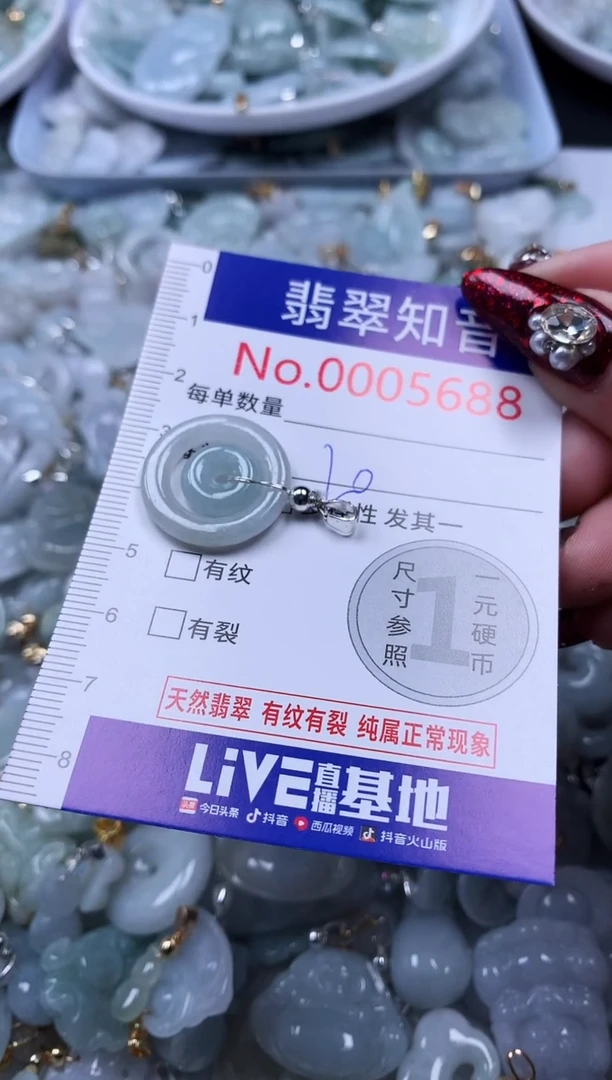 0
翡翠知音
1
No.0005688
2
每单数量
10
性 发其一
5
有纹
6
有裂
尺寸参照
1
一元硬币
7
天然翡翠 有纹有裂 纯属正常现象
8
LiVE直播基地
头条 今日头条 抖音 西瓜视频 抖音火山版